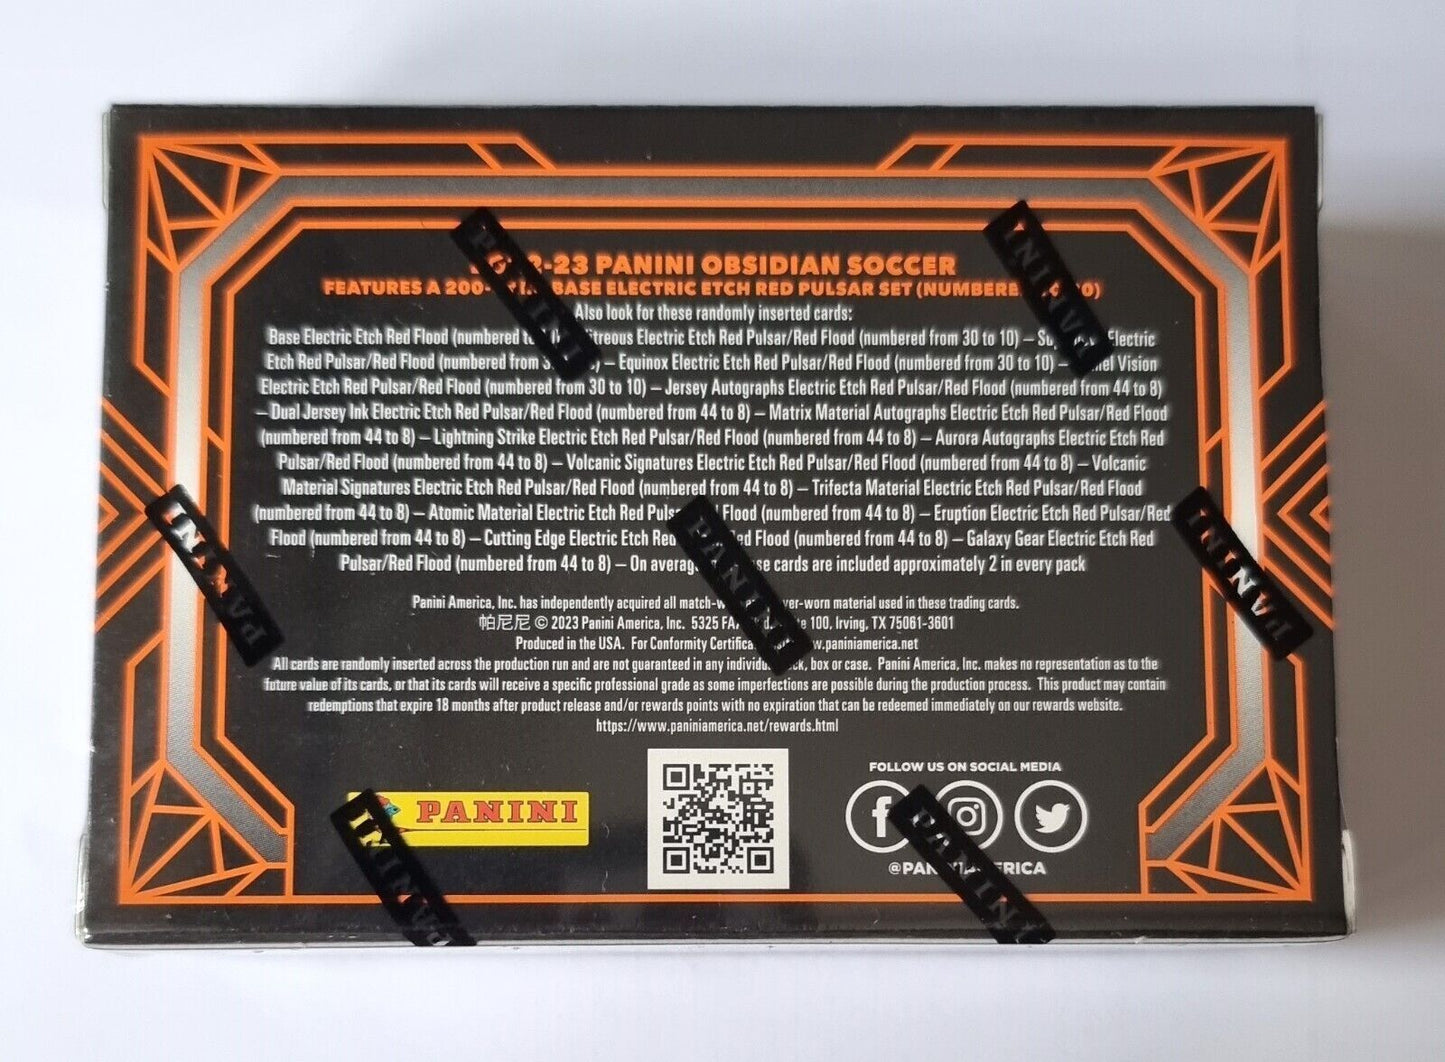 -23 PANINI OBSIDIAN SOCCER
FEATURES A 200- BASE ELECTRIC ETCH RED PULSAR SET (NUMBERE
Also look for these randomly inserted cards:
Base Electric Etch Red Flood (numbered Electric Etch Red Pulsar/Red Flood (numbered from 30 to 10) – Electric
Etch Red Pulsar/Red Flood (numbered from – Equinox Electric Etch Red Pulsar/Red Flood (numbered from 30 to 10) – Vision
Electric Etch Red Pulsar/Red Flood (numbered from 30 to 10) – Jersey Autographs Electric Etch Red Pulsar/Red Flood (numbered from 44 to 8)
– Dual Jersey Ink Electric Etch Red Pulsar/Red Flood (numbered from 44 to 8) – Matrix Material Autographs Electric Etch Red Pulsar/Red Flood
(numbered from 44 to 8) – Lightning Strike Electric Etch Red Pulsar/Red Flood (numbered from 44 to 8) – Aurora Autographs Electric Etch Red
Pulsar/Red Flood (numbered from 44 to 8) – Volcanic Signatures Electric Etch Red Pulsar/Red Flood (numbered from 44 to 8) – Volcanic
Material Signatures Electric Etch Red Pulsar/Red Flood (numbered from 44 to 8) – Trifecta Material Electric Etch Red Pulsar/Red Flood
(numbered from 44 to 8) – Atomic Material Electric Etch Red Flood (numbered from 44 to 8) – Eruption Electric Etch Red Pulsar/Red
Flood (numbered from 44 to 8) – Cutting Edge Electric Etch Red Flood (numbered from 44 to 8) – Galaxy Gear Electric Etch Red
Pulsar/Red Flood (numbered from 44 to 8) – On average cards are included approximately 2 in every pack
Panini America, Inc. has independently acquired all material used in these trading cards.
帕尼尼 © 2023 Panini America, Inc. 5325 100, Irving, TX 75061-3601
Produced in the USA. For Conformity .paniniamerica.net
All cards are randomly inserted across the production run and are not guaranteed in any box or case. Panini America, Inc. makes no representation as to the
future value of its cards, or that its cards will receive a specific professional grade as some imperfections are possible during the production process. This product may contain
redemptions that expire 18 months after product release and/or rewards points with no expiration that can be redeemed immediately on our rewards website.
https://www.paniniamerica.net/rewards.html
FOLLOW US ON SOCIAL MEDIA
PANINI
@PANINIAMERICA
PANINI
PANINI
PANINI
PANINI
PANINI
PANINI
PANINI